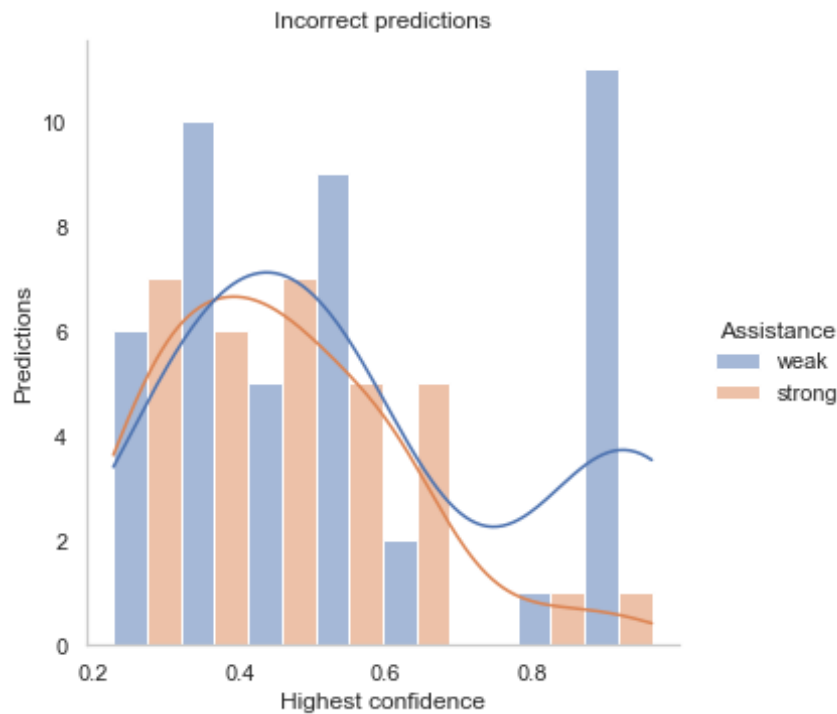 Incorrect predictions
10
8
6
4
2
0
Predictions
0.2 0.4 0.6 0.8
Highest confidence
Assistance
weak
strong